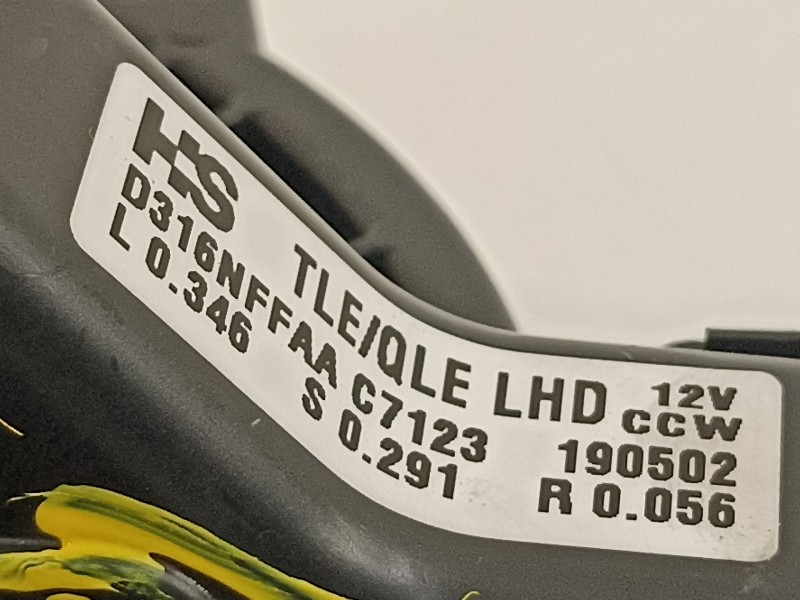 HS TLE/QLE LHD 12V CCW
D316NFFAA C7123 190502
L 0.346 S 0.291 R 0.056